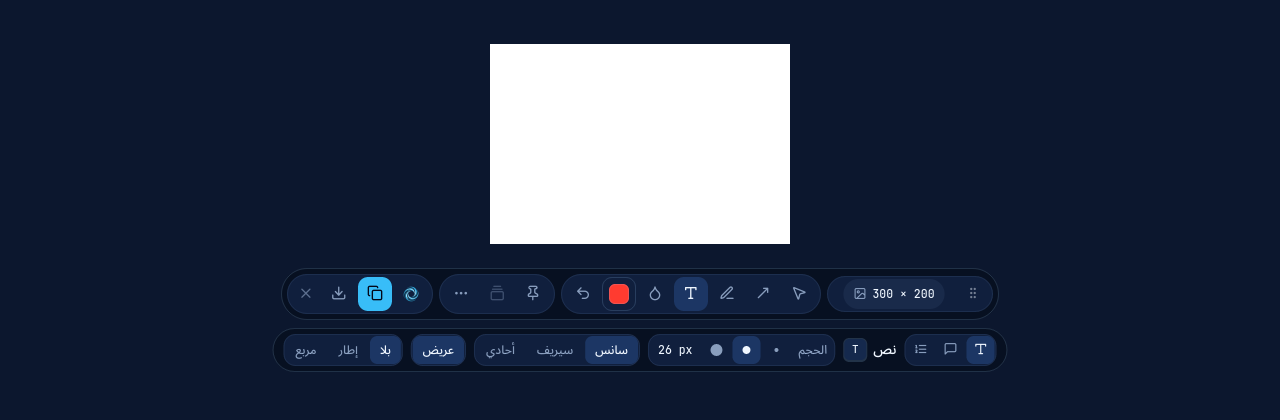 300 × 200
نص T
الحجم 26 px
سانس سيريف أحادي
عريض
بلا إطار مربع